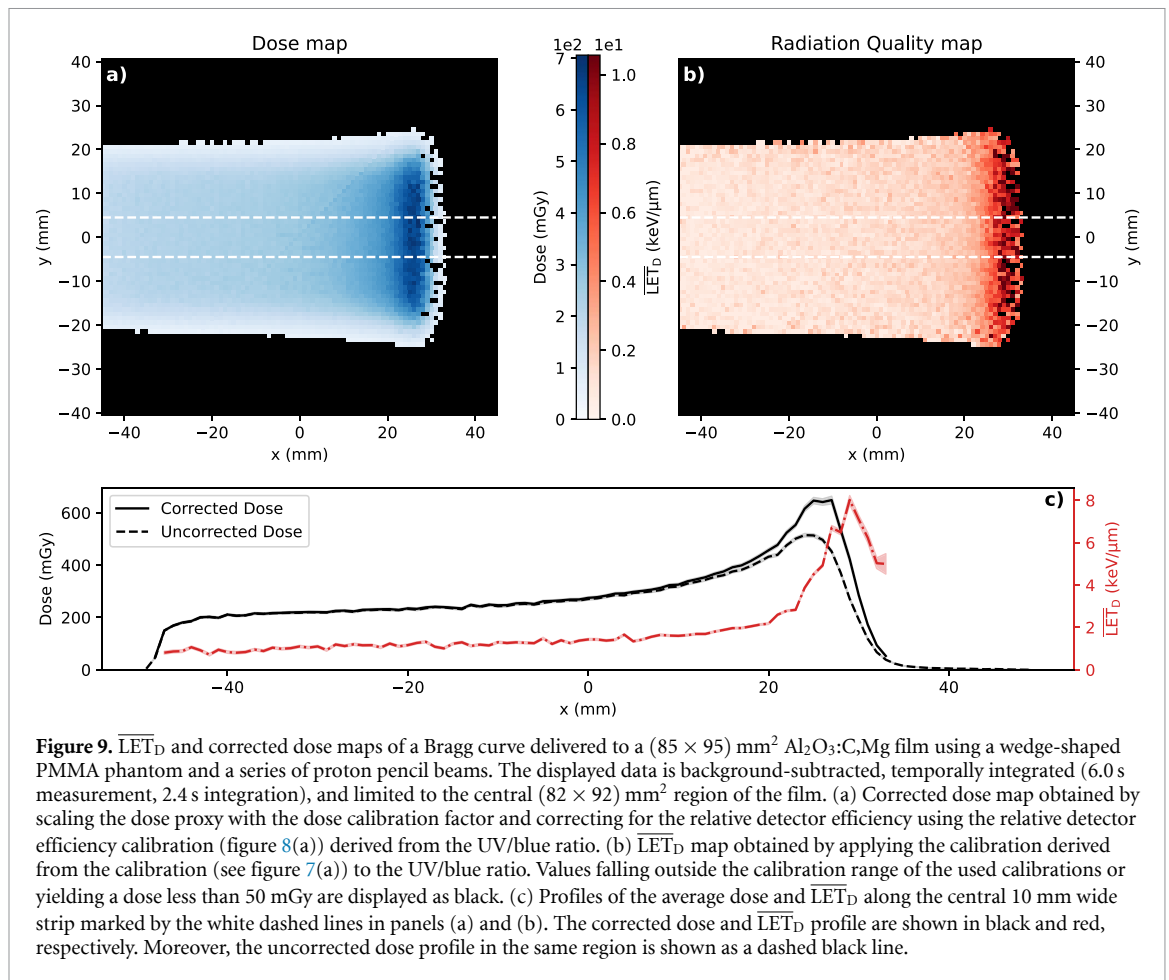 Dose map
7 1e2 1e1
Radiation Quality map
a)
b)
40
30
20
10
0
−10
−20
−30
−40
y (mm)
−40 −20 0 20 40
x (mm)
7
6
5
4
3
2
1
0
Dose (mGy)
1.0
0.8
0.6
0.4
0.2
0.0
LET̅_D (keV/μm)
−40 −20 0 20 40
x (mm)
40
30
20
10
0
−10
−20
−30
−40
y (mm)
c)
Corrected Dose
Uncorrected Dose
600
400
200
0
Dose (mGy)
8
6
4
2
0
LET̅_D (keV/μm)
−40 −20 0 20 40
x (mm)
Figure 9. LET̅_D and corrected dose maps of a Bragg curve delivered to a (85 × 95) mm² Al₂O₃:C,Mg film using a wedge-shaped
PMMA phantom and a series of proton pencil beams. The displayed data is background-subtracted, temporally integrated (6.0 s
measurement, 2.4 s integration), and limited to the central (82 × 92) mm² region of the film. (a) Corrected dose map obtained by
scaling the dose proxy with the dose calibration factor and correcting for the relative detector efficiency using the relative detector
efficiency calibration (figure 8(a)) derived from the UV/blue ratio. (b) LET̅_D map obtained by applying the calibration derived
from the calibration (see figure 7(a)) to the UV/blue ratio. Values falling outside the calibration range of the used calibrations or
yielding a dose less than 50 mGy are displayed as black. (c) Profiles of the average dose and LET̅_D along the central 10 mm wide
strip marked by the white dashed lines in panels (a) and (b). The corrected dose and LET̅_D profile are shown in black and red,
respectively. Moreover, the uncorrected dose profile in the same region is shown as a dashed black line.